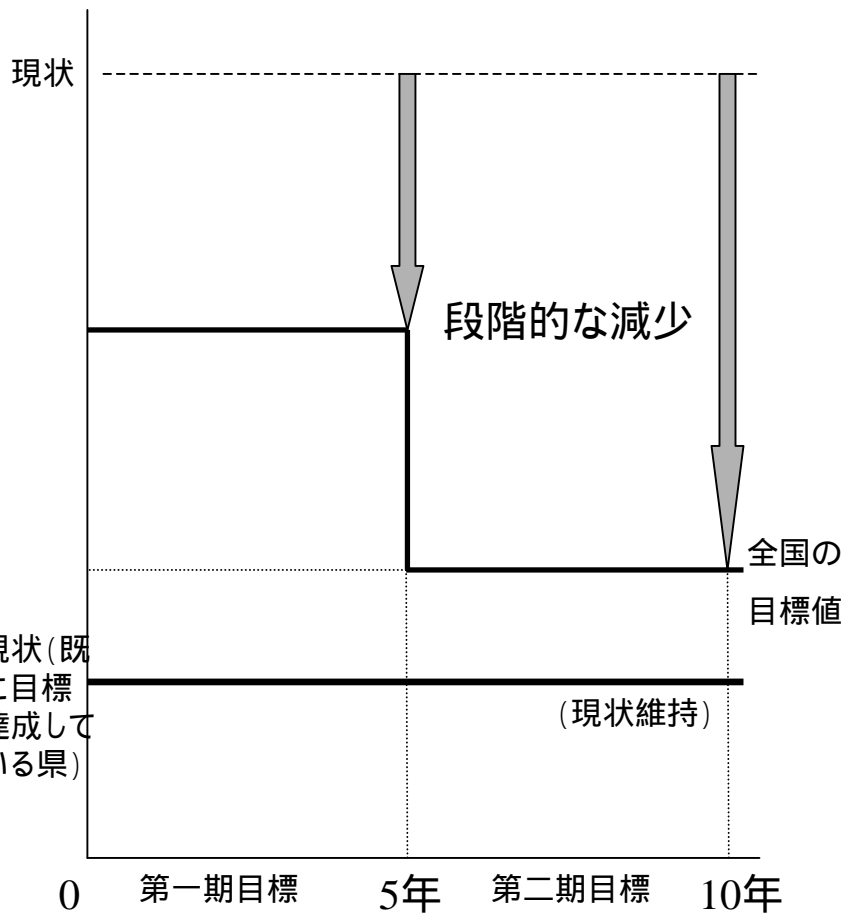 現状
段階的な減少
全国の
目標値
現状(既
に目標
達成して
いる県)
(現状維持)
0
第一期目標
5年
第二期目標
10年